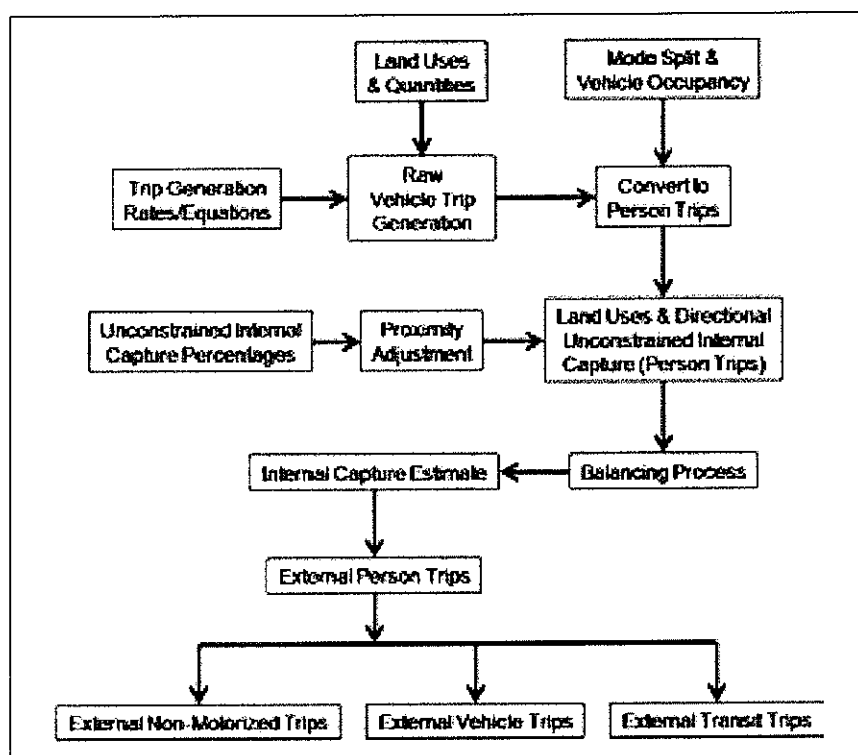 Land Uses
& Quantities
Mode Split &
Vehicle Occupancy
Trip Generation
Rates/Equations
Raw
Vehicle Trip
Generation
Convert to
Person Trips
Unconstrained Internal
Capture Percentages
Proximity
Adjustment
Land Uses & Directional
Unconstrained Internal
Capture (Person Trips)
Internal Capture Estimate
Balancing Process
External Person Trips
External Non-Motorized Trips
External Vehicle Trips
External Transit Trips